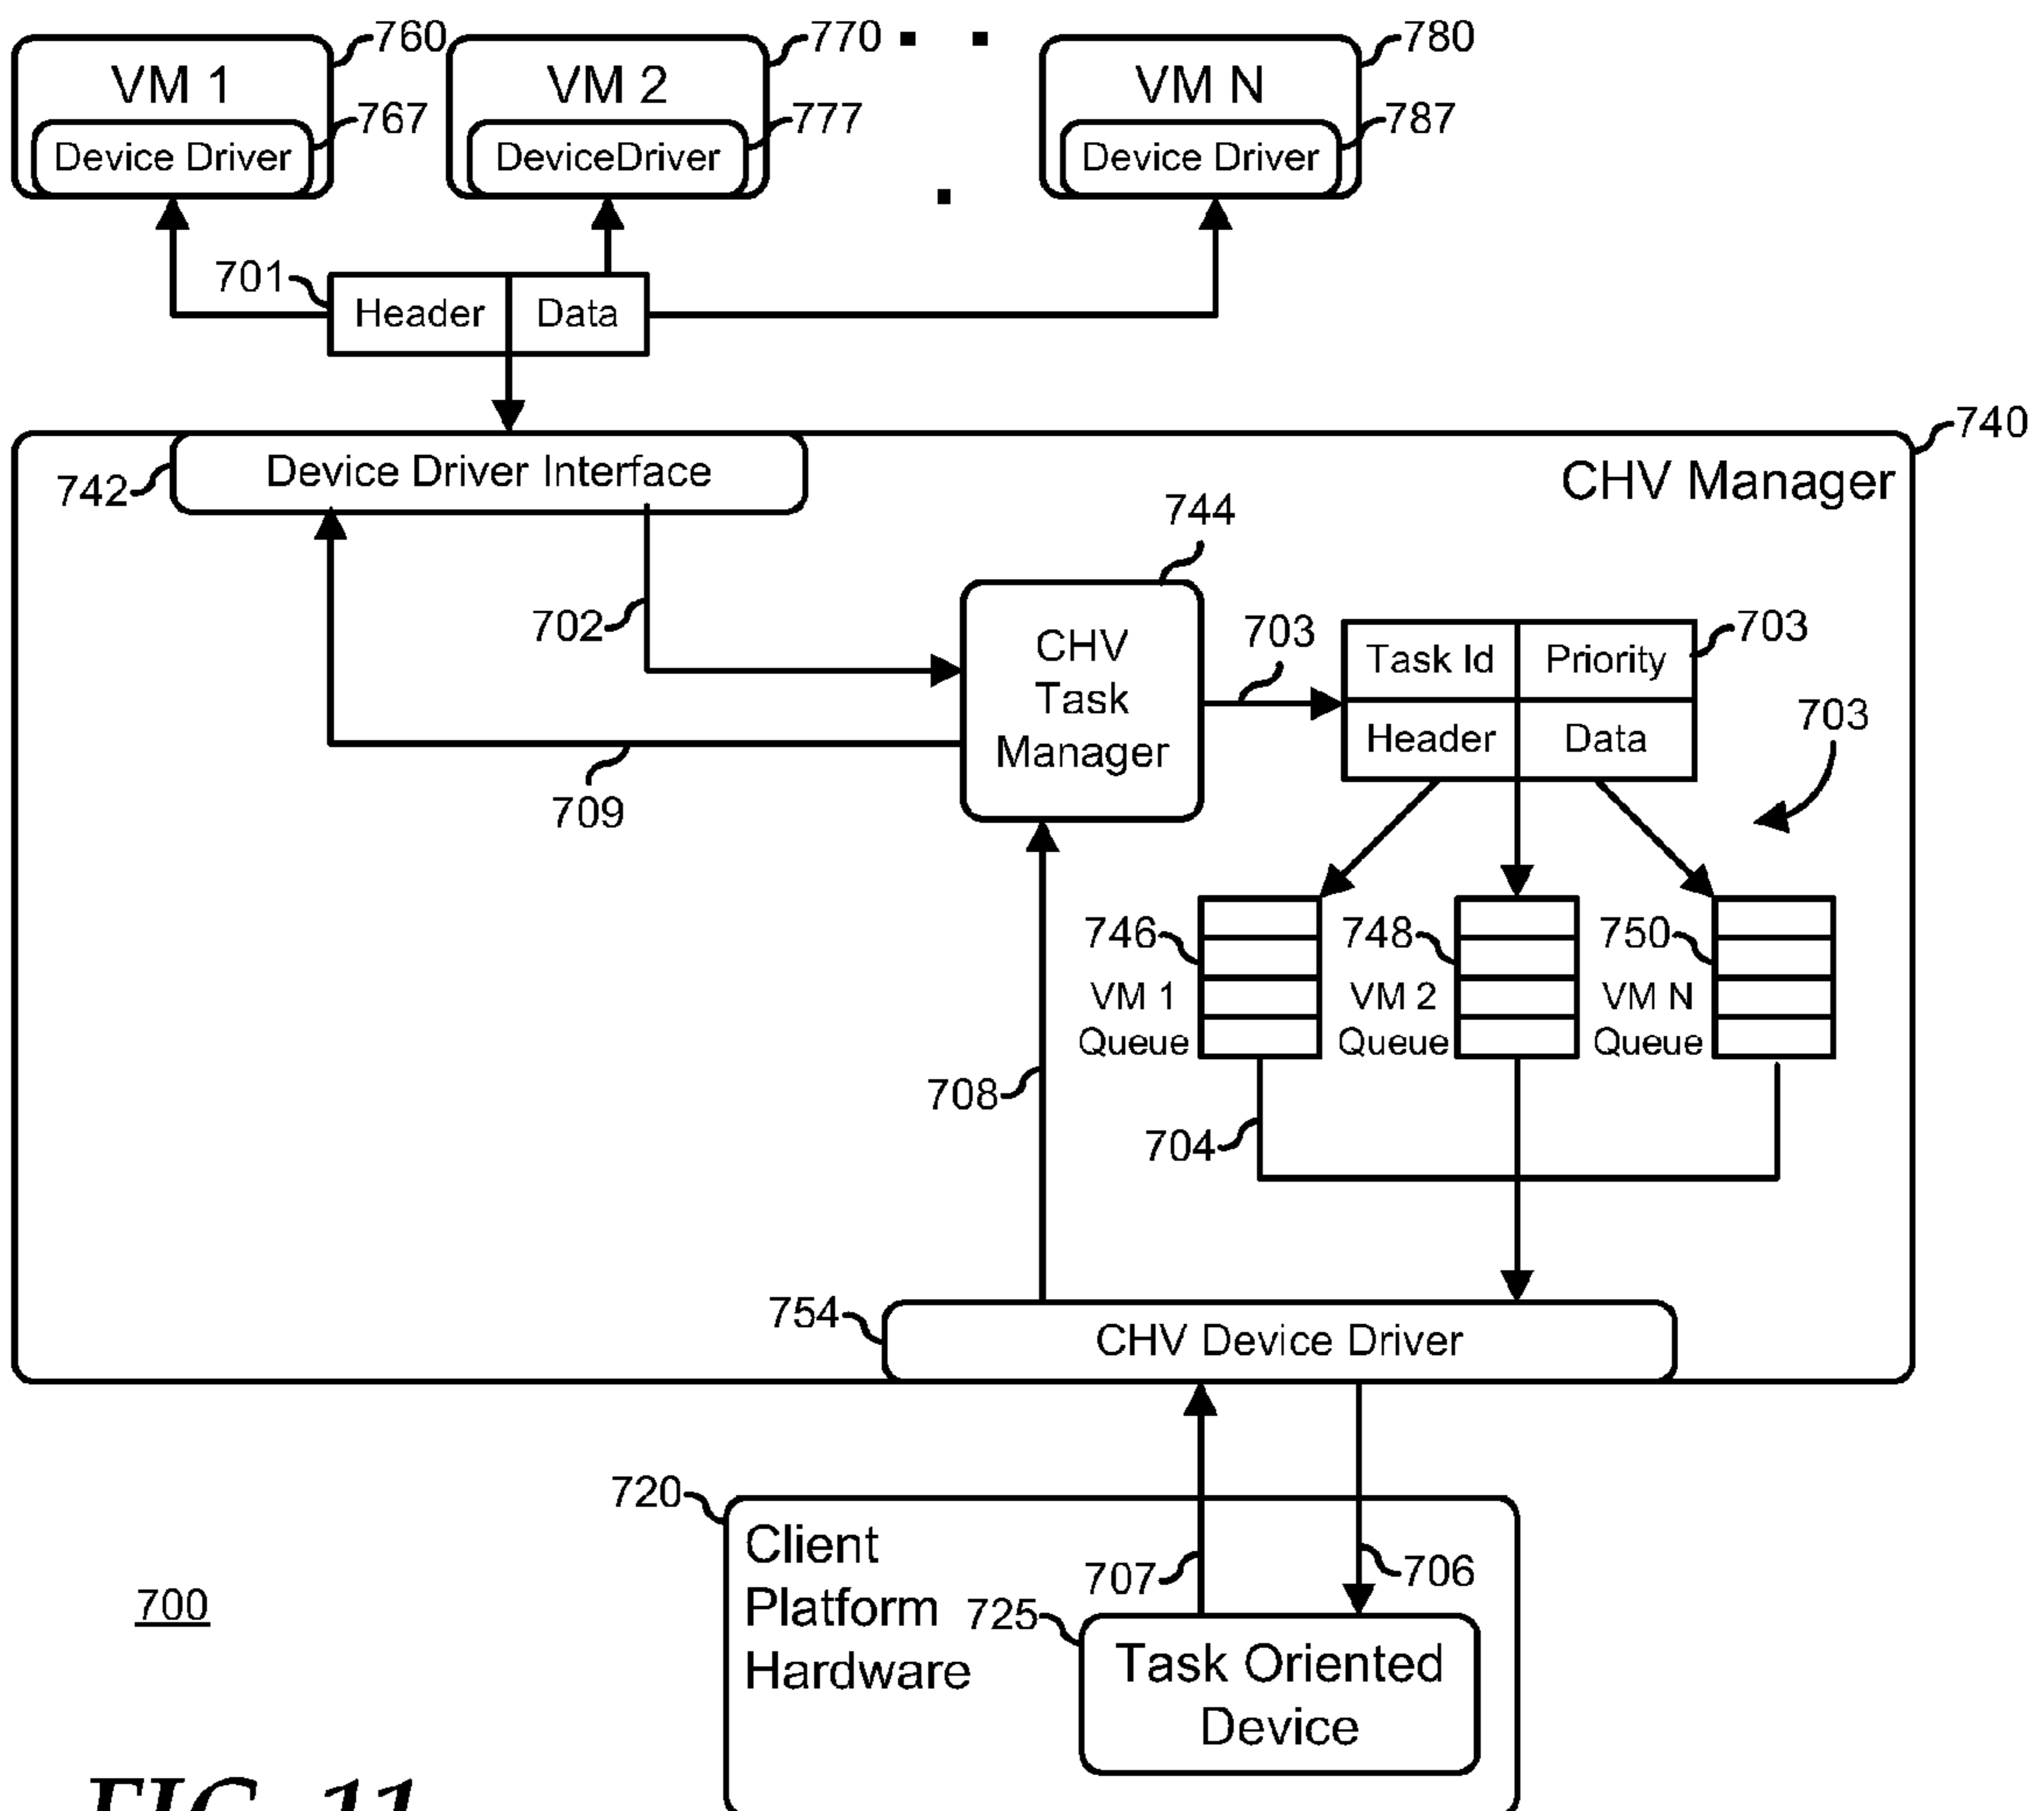 760
770
780
VM 1
VM 2
VM N
767
777
787
Device Driver
DeviceDriver
Device Driver
701
Header
Data
740
Device Driver Interface
CHV Manager
742
744
702
703
703
CHV
Task
Manager
Task Id
Priority
Header
Data
703
709
746
748
750
VM 1
Queue
VM 2
Queue
VM N
Queue
708
704
754
CHV Device Driver
720
Client
Platform
Hardware
707
706
700
725
Task Oriented
Device
FIG. 11